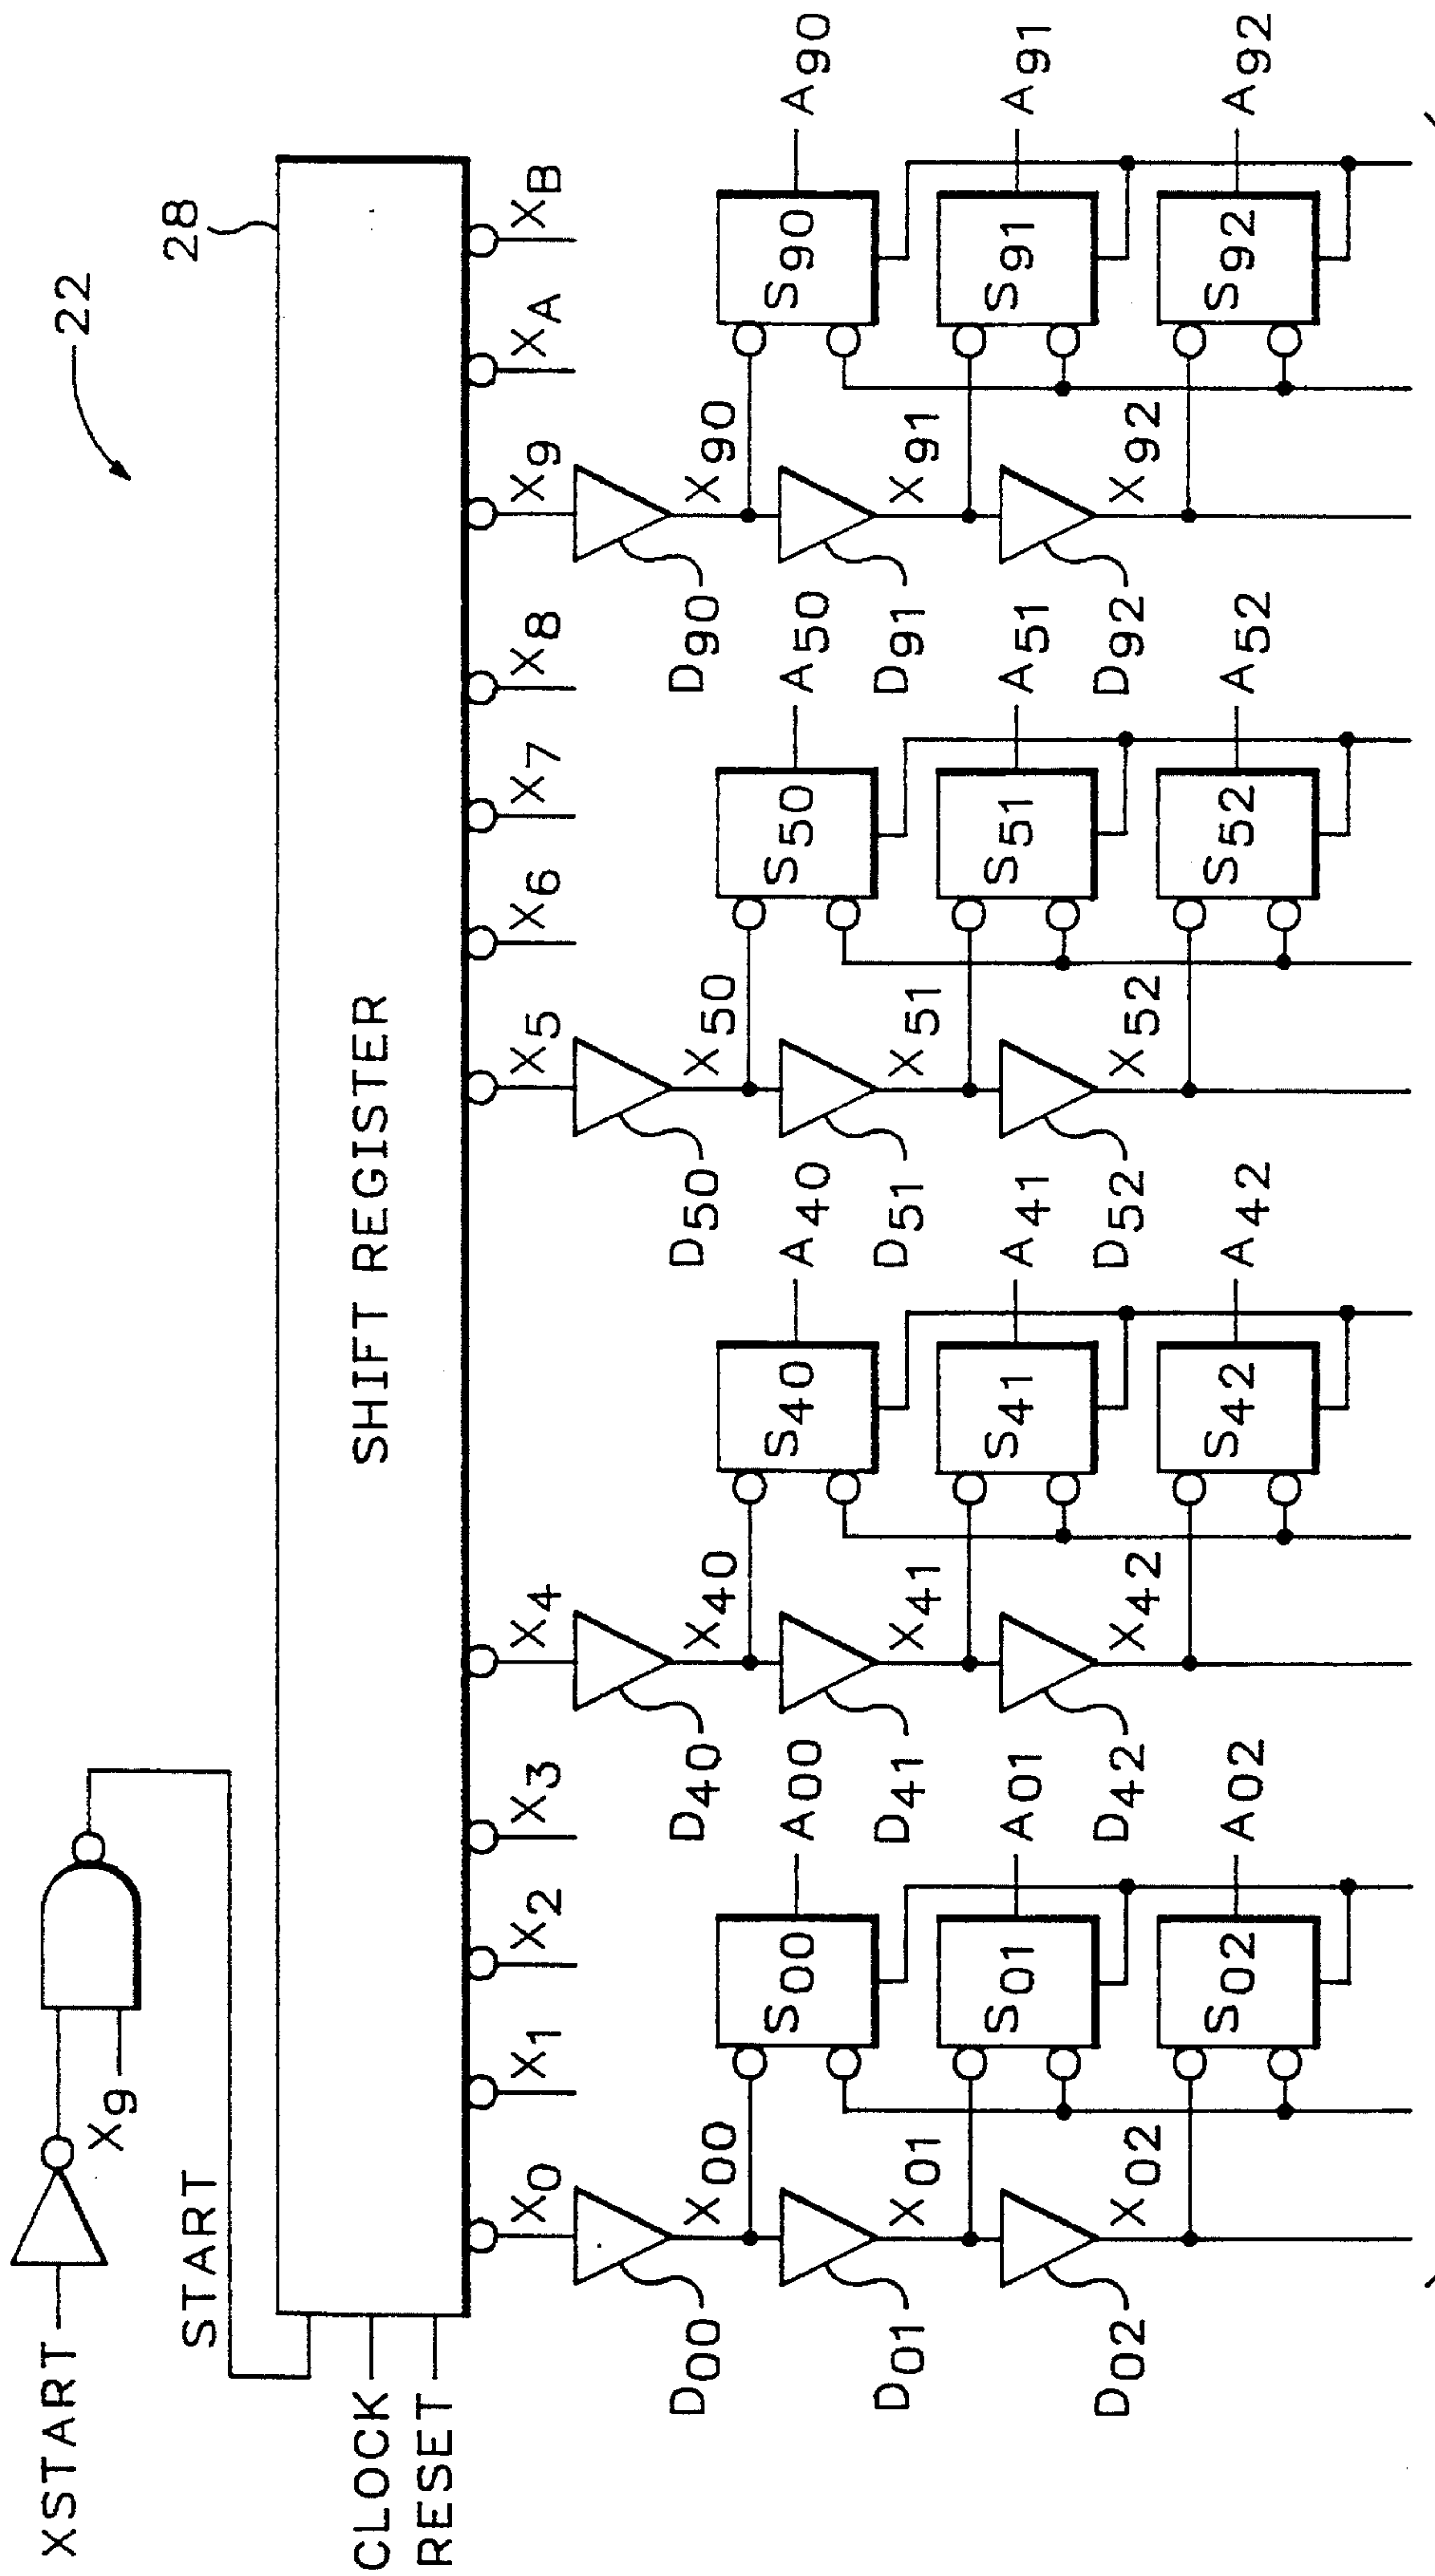 22
28
XSTART
X9
START
CLOCK
RESET
SHIFT REGISTER
X0 X1 X2 X3 X4 X5 X6 X7 X8 X9 XA XB
D00 X00 S00 A00 D40 X40 S40 A40 D50 X50 S50 A50 D90 X90 S90 A90
D01 X01 S01 A01 D41 X41 S41 A41 D51 X51 S51 A51 D91 X91 S91 A91
D02 X02 S02 A02 D42 X42 S42 A42 D52 X52 S52 A52 D92 X92 S92 A92